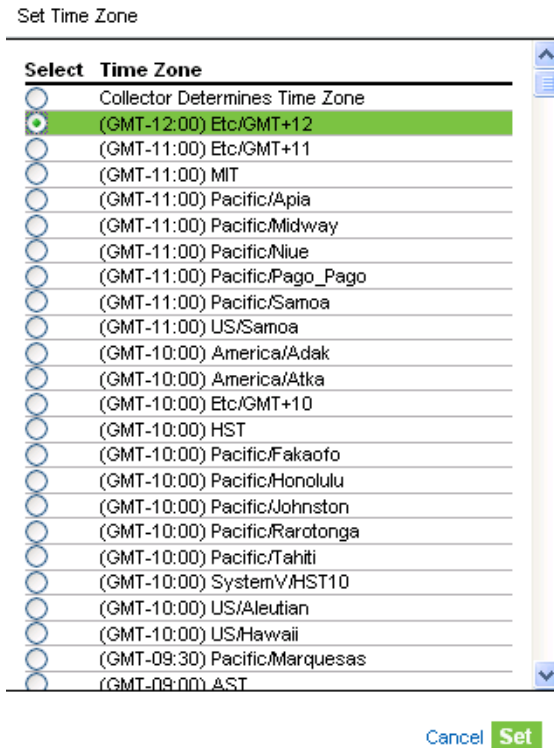 Set Time Zone
Select Time Zone
Collector Determines Time Zone
(GMT-12:00) Etc/GMT+12
(GMT-11:00) Etc/GMT+11
(GMT-11:00) MIT
(GMT-11:00) Pacific/Apia
(GMT-11:00) Pacific/Midway
(GMT-11:00) Pacific/Niue
(GMT-11:00) Pacific/Pago_Pago
(GMT-11:00) Pacific/Samoa
(GMT-11:00) US/Samoa
(GMT-10:00) America/Adak
(GMT-10:00) America/Atka
(GMT-10:00) Etc/GMT+10
(GMT-10:00) HST
(GMT-10:00) Pacific/Fakaofo
(GMT-10:00) Pacific/Honolulu
(GMT-10:00) Pacific/Johnston
(GMT-10:00) Pacific/Rarotonga
(GMT-10:00) Pacific/Tahiti
(GMT-10:00) SystemV/HST10
(GMT-10:00) US/Aleutian
(GMT-10:00) US/Hawaii
(GMT-09:30) Pacific/Marquesas
(GMT-09:00) AST
Cancel Set